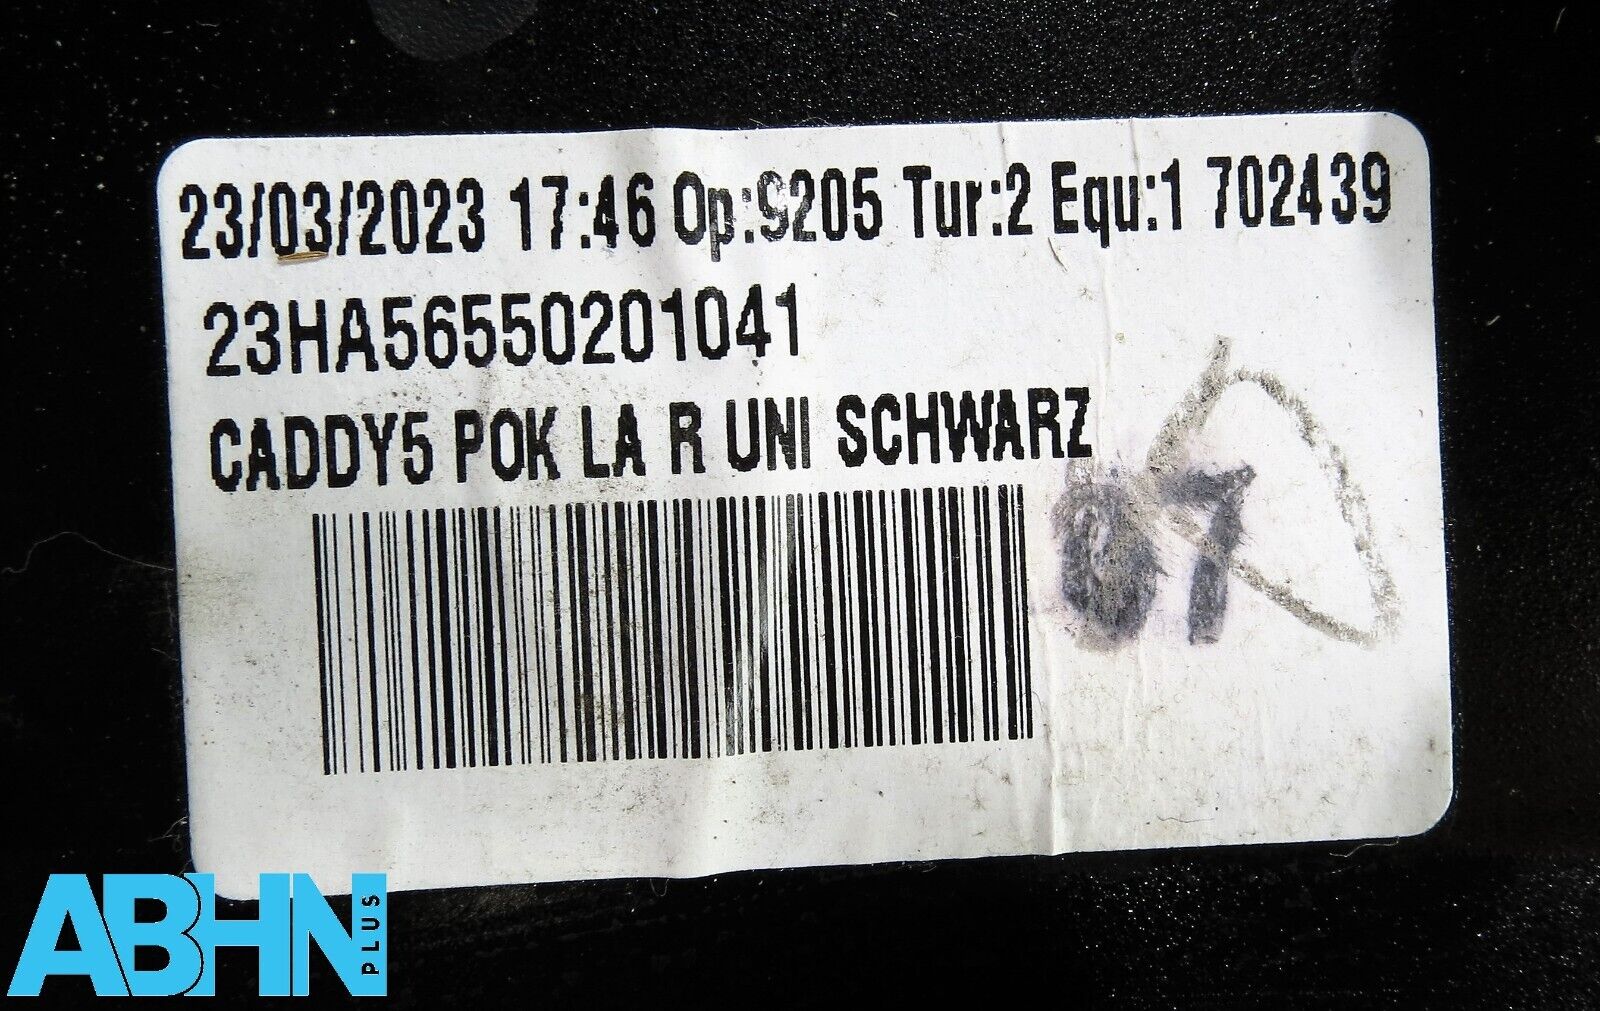 23/03/2023 17:46 Op:9205 Tur:2 Equ:1 702439
23HA56550201041
CADDY5 POK LA R UNI SCHWARZ
07
ABHN PLUS